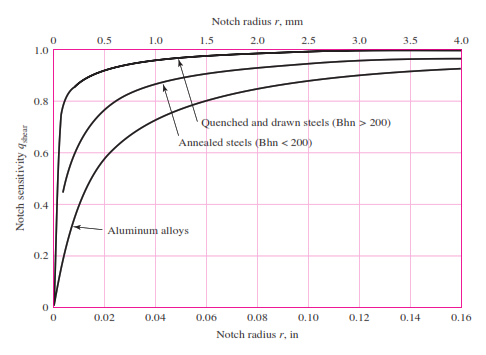 Notch radius r, mm
0 0.5 1.0 1.5 2.0 2.5 3.0 3.5 4.0
1.0
0.8
0.6
0.4
0.2
0
Notch sensitivity qshear
Quenched and drawn steels (Bhn > 200)
Annealed steels (Bhn < 200)
Aluminum alloys
0 0.02 0.04 0.06 0.08 0.10 0.12 0.14 0.16
Notch radius r, in